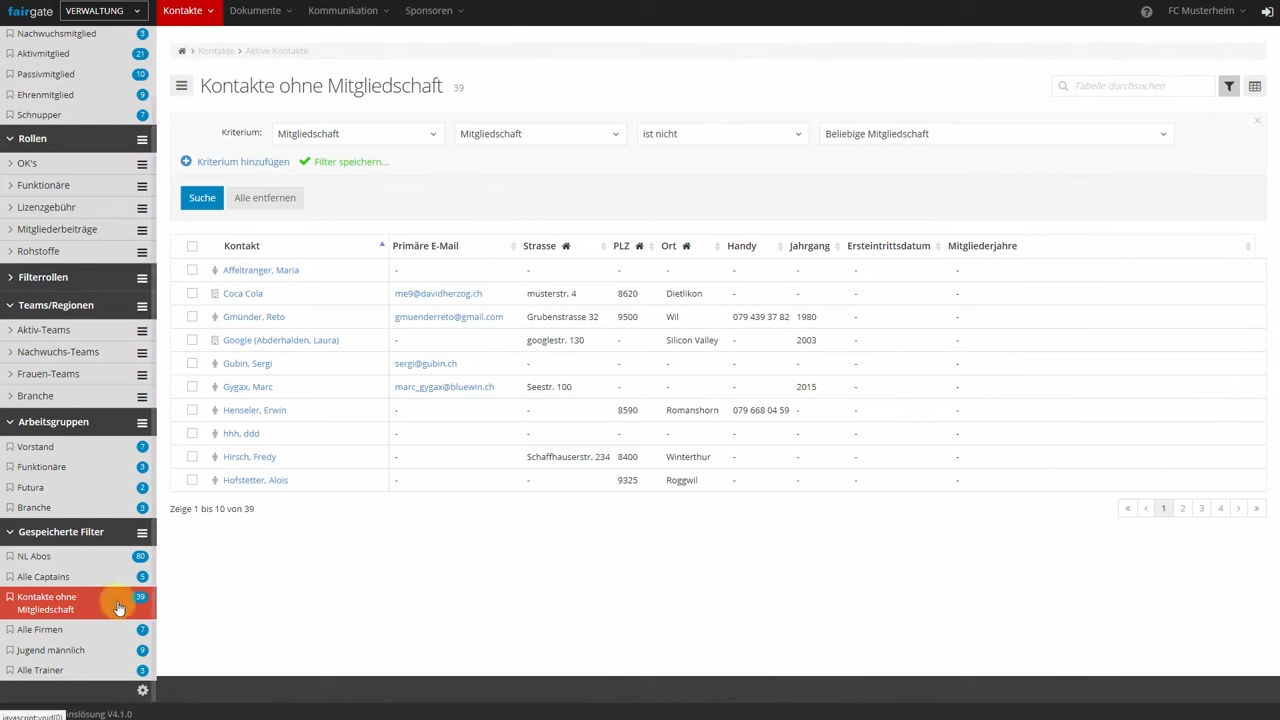 fairgate VERWALTUNG Kontakte Dokumente Kommunikation Sponsoren FC Musterheim
Nachwuchsmitglied 3
Aktivmitglied 21
Passivmitglied 10
Ehrenmitglied 9
Schnupper 7
Rollen
OK's
Funktionäre
Lizenzgebühr
Mitgliederbeiträge
Rohstoffe
Filterrollen
Teams/Regionen
Aktiv-Teams
Nachwuchs-Teams
Frauen-Teams
Branche
Arbeitsgruppen
Vorstand 7
Funktionäre 3
Futura 2
Branche 3
Gespeicherte Filter
NL Abos 80
Alle Captains 5
Kontakte ohne 39
Mitgliedschaft
Alle Firmen 7
Jugend männlich 9
Alle Trainer 3
Kontakte > Aktive Kontakte
Kontakte ohne Mitgliedschaft 39
Tabelle durchsuchen
Kriterium: Mitgliedschaft Mitgliedschaft ist nicht Beliebige Mitgliedschaft
Kriterium hinzufügen Filter speichern...
Suche Alle entfernen
Kontakt Primäre E-Mail Strasse PLZ Ort Handy Jahrgang Ersteintrittsdatum Mitgliederjahre
Affeltranger, Maria - - - - - - - -
Coca Cola me9@davidherzog.ch musterstr. 4 8620 Dietlikon - - - -
Gmünder, Reto gmuenderreto@gmail.com Grubenstrasse 32 9500 Wil 079 439 37 82 1980 - -
Google (Abderhalden, Laura) - googlestr. 130 - Silicon Valley - 2003 - -
Gubin, Sergi sergi@gubin.ch - - - - - - -
Gygax, Marc marc_gygax@bluewin.ch Seestr. 100 - - - 2015 - -
Henseler, Erwin - - 8590 Romanshorn 079 668 04 59 - - -
hhh, ddd - - - - - - - -
Hirsch, Fredy - Schaffhauserstr. 234 8400 Winterthur - - - -
Hofstetter, Alois - - 9325 Roggwil - - - -
Zeige 1 bis 10 von 39
« ‹ 1 2 3 4 › »
javascript:void(0) inslösung V4.1.0